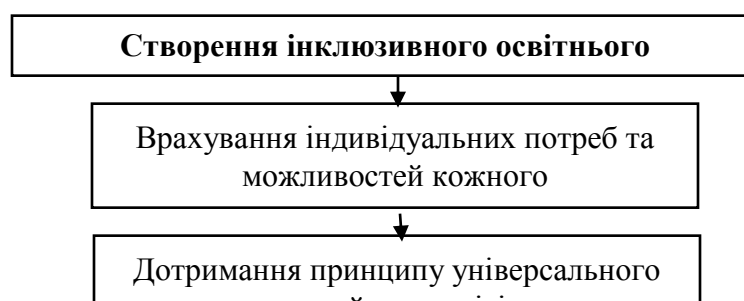 Створення інклюзивного освітнього
Врахування індивідуальних потреб та
можливостей кожного
Дотримання принципу універсального